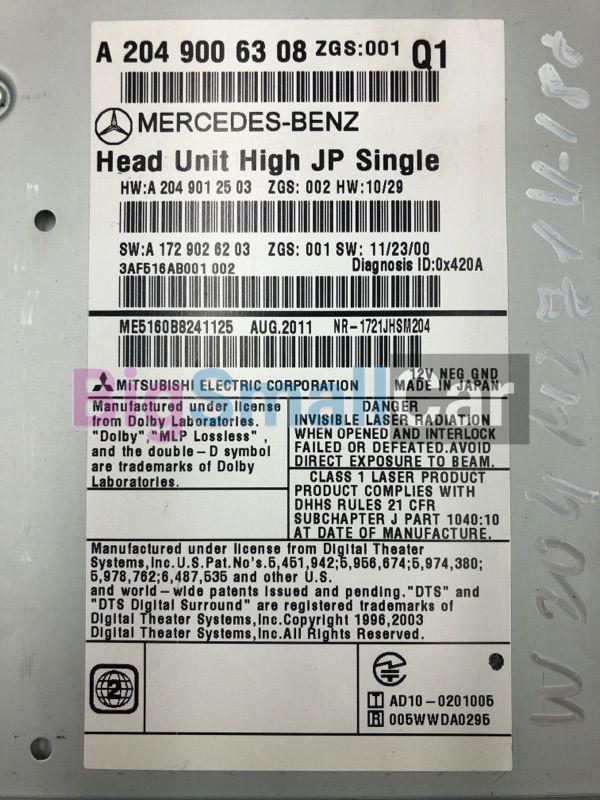 A 204 900 63 08 ZGS:001 Q1
MERCEDES-BENZ
Head Unit High JP Single
HW:A 204 901 25 03 ZGS: 002 HW:10/29
SW:A 172 902 62 03 ZGS: 001 SW: 11/23/00
3AF516AB001 002 Diagnosis ID:0x420A
ME5160B8241125 AUG.2011 NR-1721JHSM204
12V NEG GND
MITSUBISHI ELECTRIC CORPORATION MADE IN JAPAN
BigSmallCar
Manufactured under license
from Dolby Laboratories.
"Dolby", "MLP Lossless",
and the double-D symbol
are trademarks of Dolby
Laboratories.
DANGER
INVISIBLE LASER RADIATION
WHEN OPENED AND INTERLOCK
FAILED OR DEFEATED.AVOID
DIRECT EXPOSURE TO BEAM.
CLASS 1 LASER PRODUCT
PRODUCT COMPLIES WITH
DHHS RULES 21 CFR
SUBCHAPTER J PART 1040:10
AT DATE OF MANUFACTURE.
Manufactured under license from Digital Theater
Systems,Inc.U.S.Pat.No's.5,451,942;5,956,674;5,974,380;
5,978,762;6,487,535 and other U.S.
and world-wide patents issued and pending."DTS" and
"DTS Digital Surround" are registered trademarks of
Digital Theater Systems,Inc.Copyright 1996,2003
Digital Theater Systems,Inc.All Rights Reserved.
2
T AD10-0201005
R 005WWDA0295